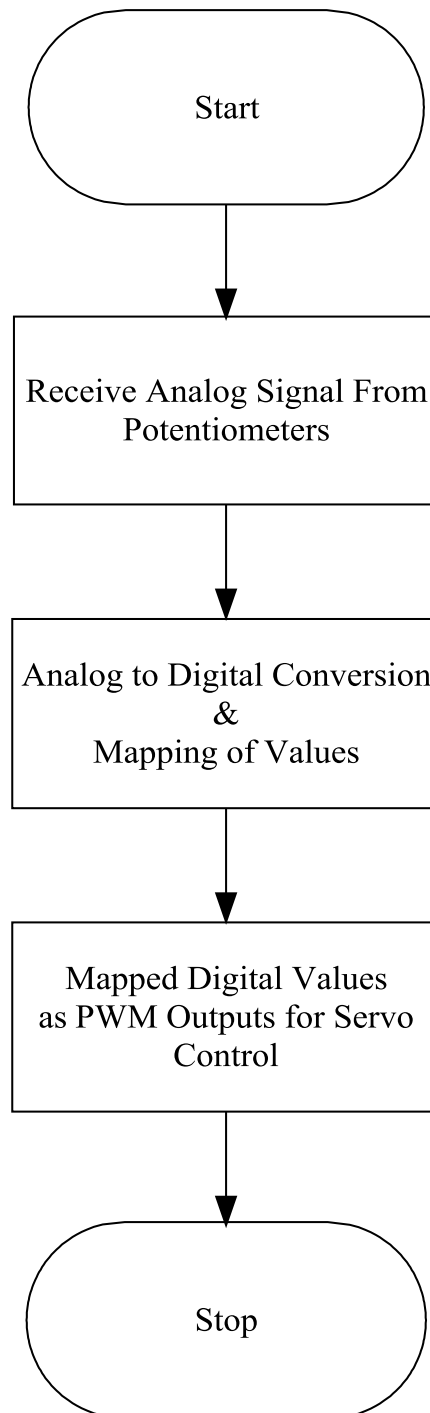 Start
Receive Analog Signal From
Potentiometers
Analog to Digital Conversion
&
Mapping of Values
Mapped Digital Values
as PWM Outputs for Servo
Control
Stop